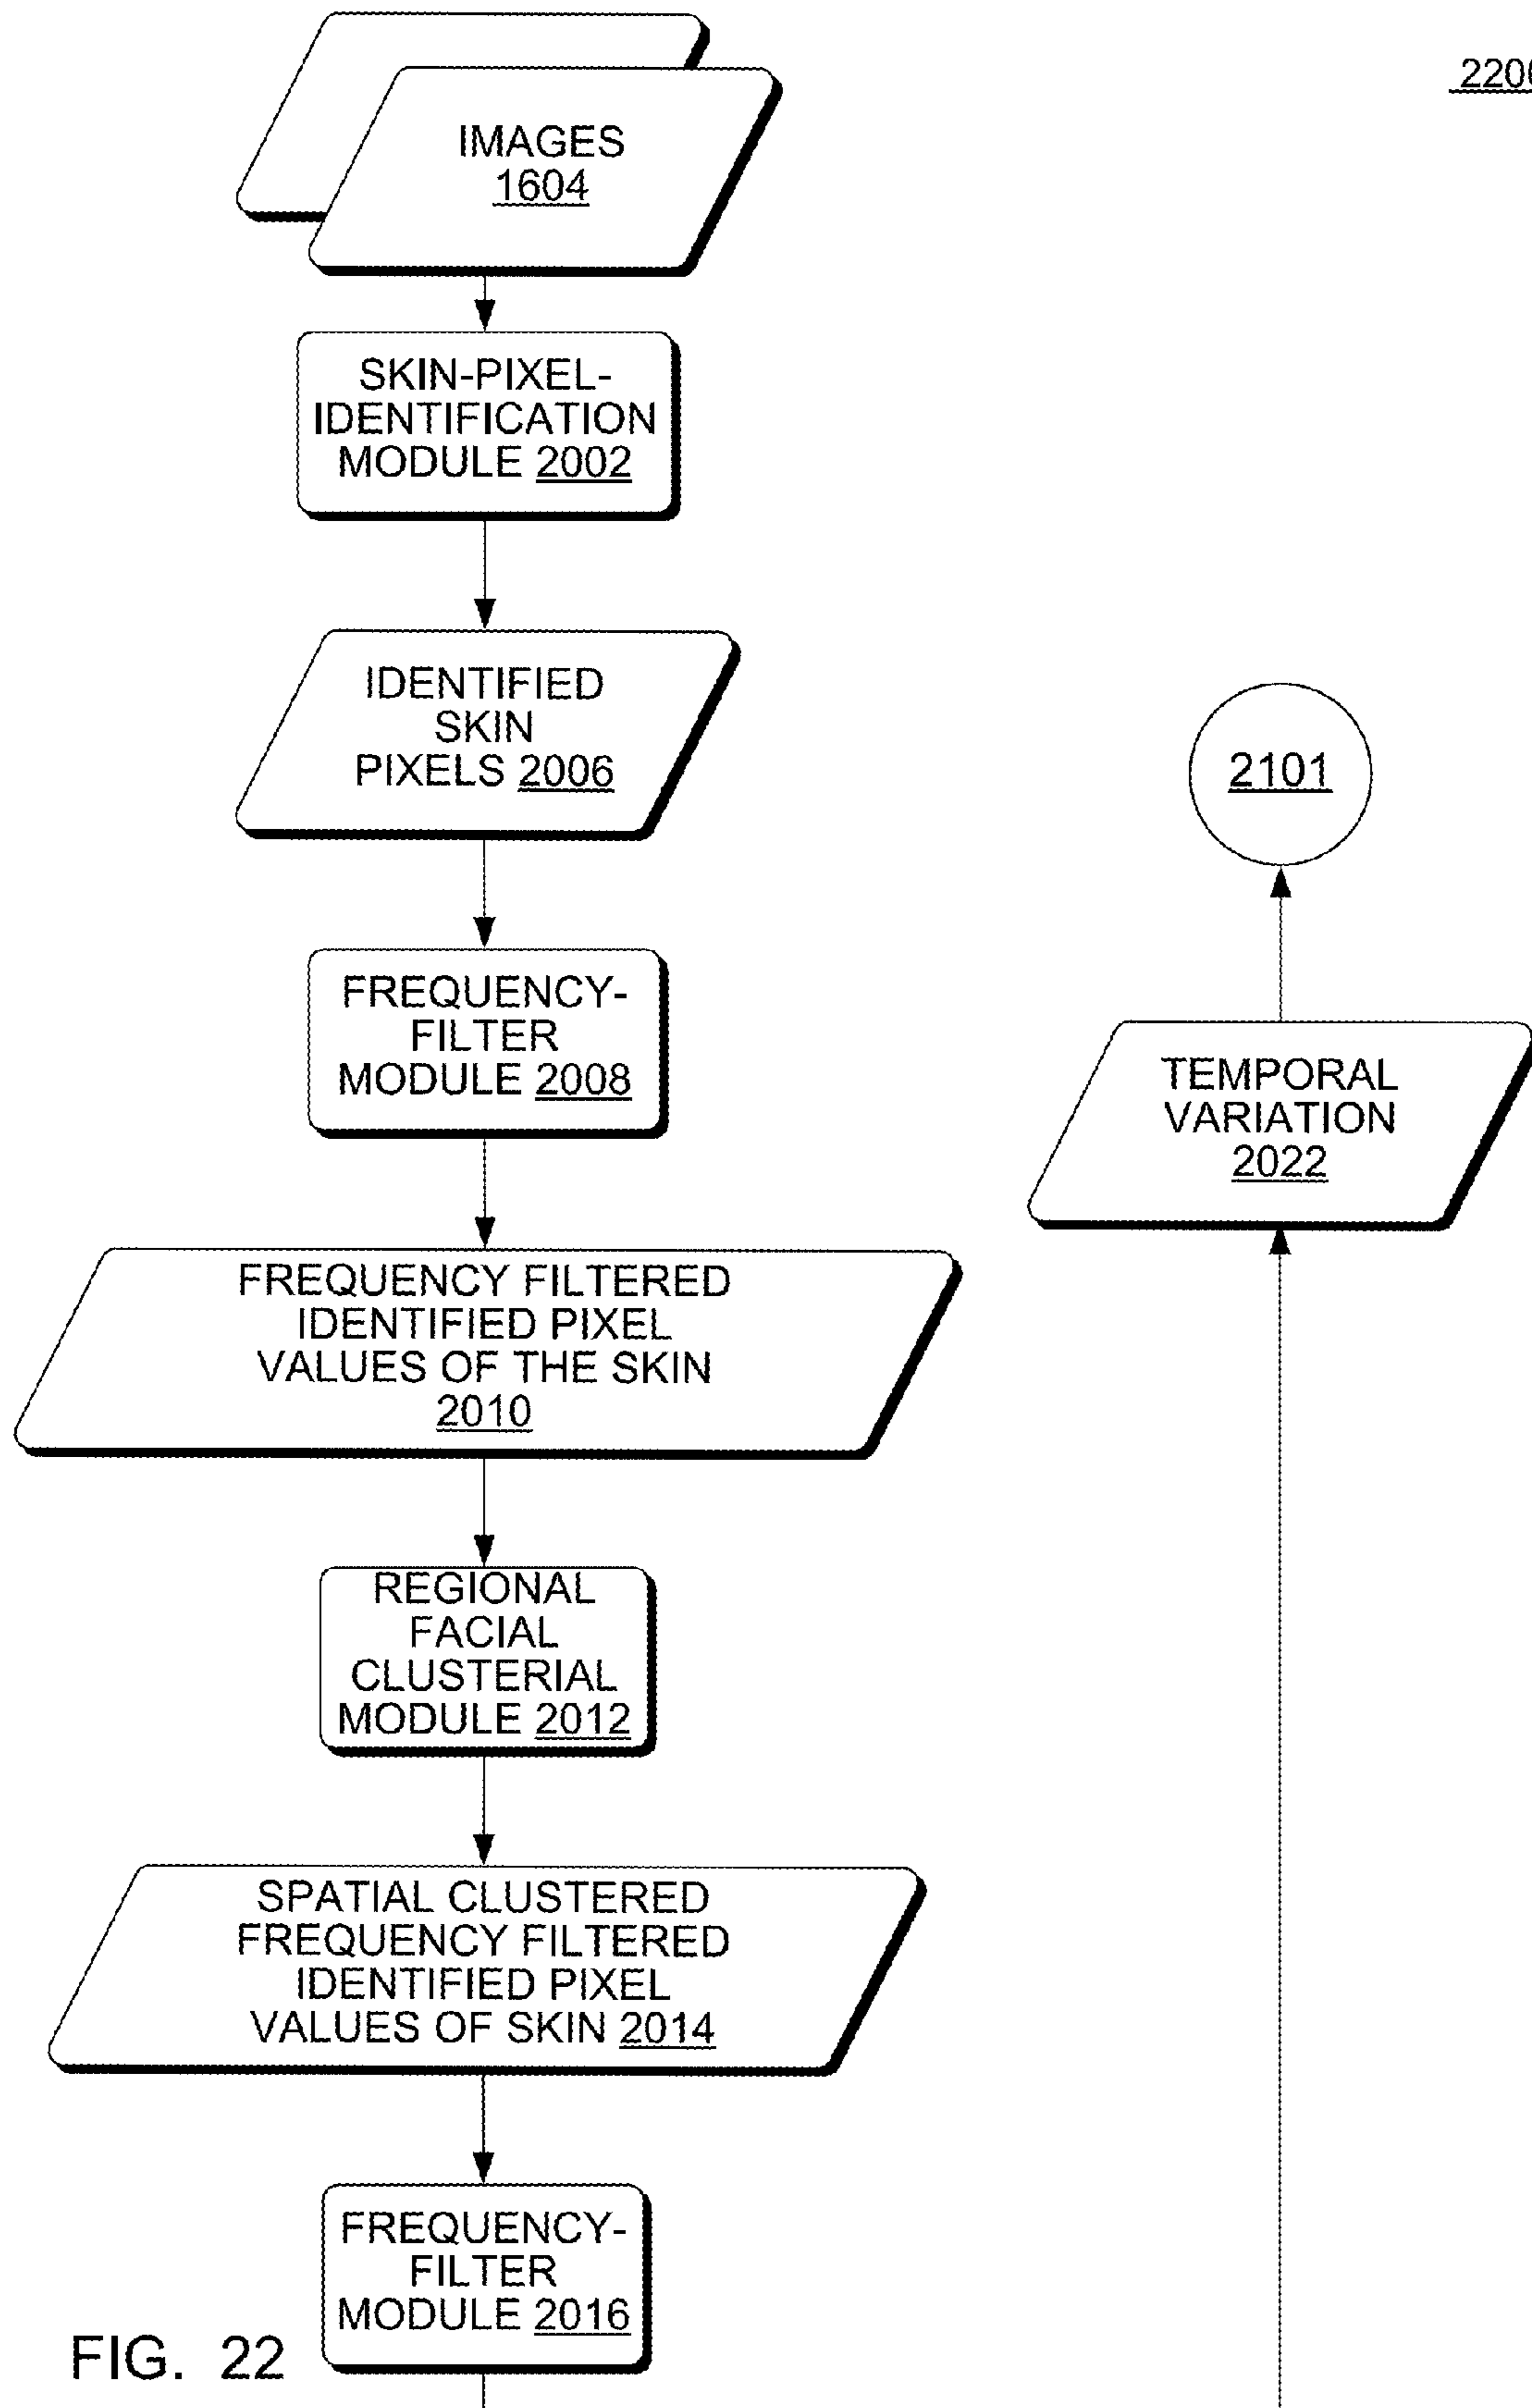 2200
IMAGES
1604
SKIN-PIXEL-
IDENTIFICATION
MODULE 2002
IDENTIFIED
SKIN
PIXELS 2006
FREQUENCY-
FILTER
MODULE 2008
FREQUENCY FILTERED
IDENTIFIED PIXEL
VALUES OF THE SKIN
2010
REGIONAL
FACIAL
CLUSTERIAL
MODULE 2012
SPATIAL CLUSTERED
FREQUENCY FILTERED
IDENTIFIED PIXEL
VALUES OF SKIN 2014
FREQUENCY-
FILTER
MODULE 2016
2101
TEMPORAL
VARIATION
2022
FIG. 22